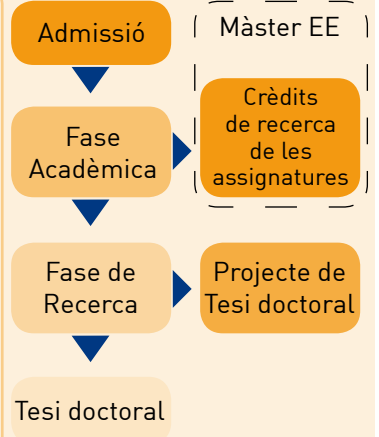 Admissió
Màster EE
Fase
Acadèmica
Crèdits
de recerca
de les
assignatures
Fase de
Recerca
Projecte de
Tesi doctoral
Tesi doctoral